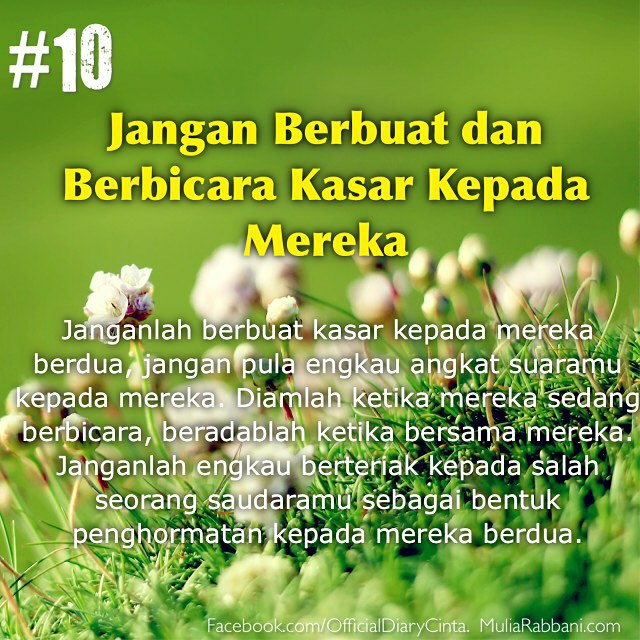 #10
Jangan Berbuat dan
Berbicara Kasar Kepada
Mereka
Janganlah berbuat kasar kepada mereka
berdua, jangan pula engkau angkat suaramu
kepada mereka. Diamlah ketika mereka sedang
berbicara, beradablah ketika bersama mereka.
Janganlah engkau berteriak kepada salah
seorang saudaramu sebagai bentuk
penghormatan kepada mereka berdua.
Facebook.com/OfficialDiaryCinta. MuliaRabbani.com